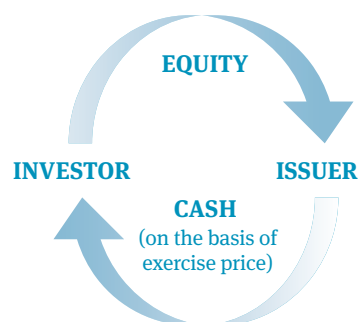 EQUITY
INVESTOR
ISSUER
CASH
(on the basis of
exercise price)